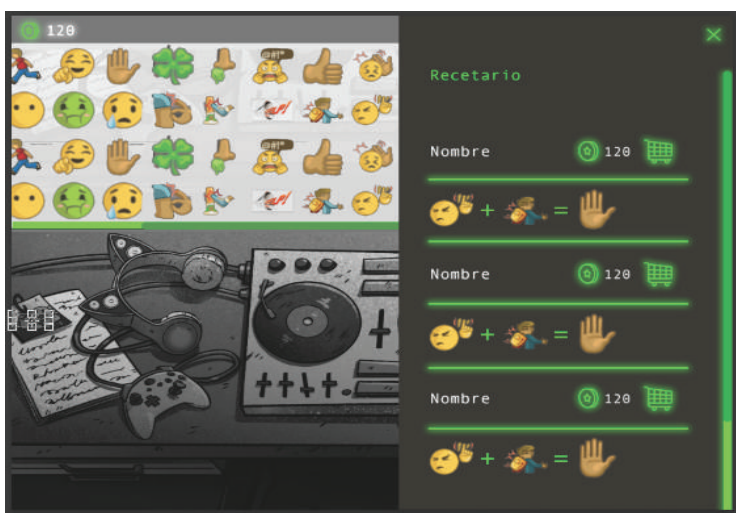 120
Recetario
Nombre 120
+ =
Nombre 120
+ =
Nombre 120
+ =